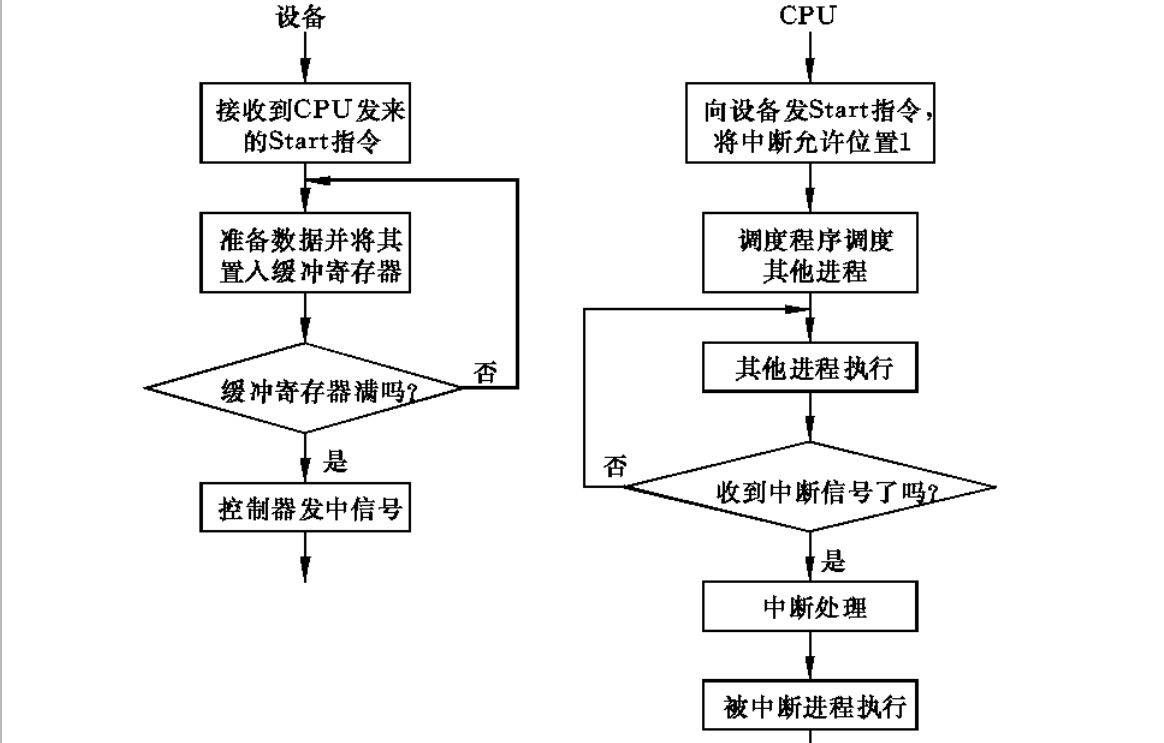 设备
接收到CPU发来
的Start指令
准备数据并将其
置入缓冲寄存器
缓冲寄存器满吗?
否
是
控制器发中信号
CPU
向设备发Start指令,
将中断允许位置1
调度程序调度
其他进程
其他进程执行
收到中断信号了吗?
否
是
中断处理
被中断进程执行